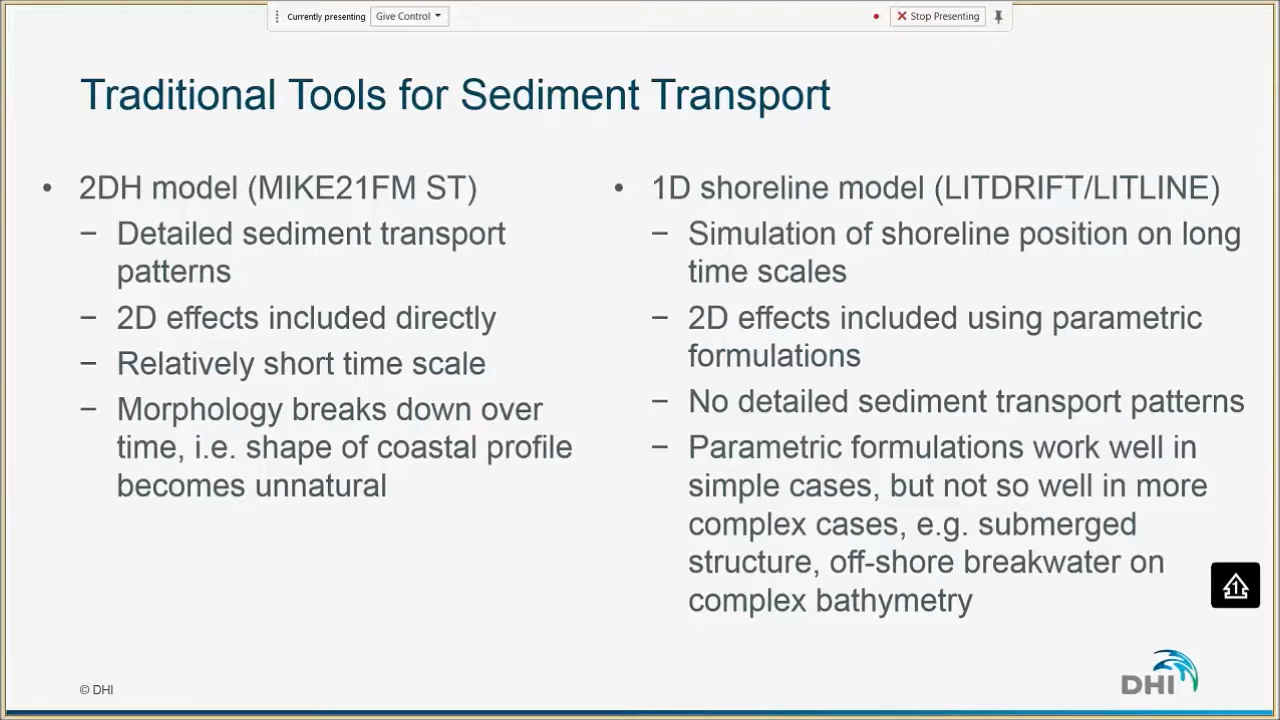 Currently presenting Give Control
Stop Presenting
Traditional Tools for Sediment Transport
• 2DH model (MIKE21FM ST)
– Detailed sediment transport
patterns
– 2D effects included directly
– Relatively short time scale
– Morphology breaks down over
time, i.e. shape of coastal profile
becomes unnatural
• 1D shoreline model (LITDRIFT/LITLINE)
– Simulation of shoreline position on long
time scales
– 2D effects included using parametric
formulations
– No detailed sediment transport patterns
– Parametric formulations work well in
simple cases, but not so well in more
complex cases, e.g. submerged
structure, off-shore breakwater on
complex bathymetry
1
© DHI
DHI